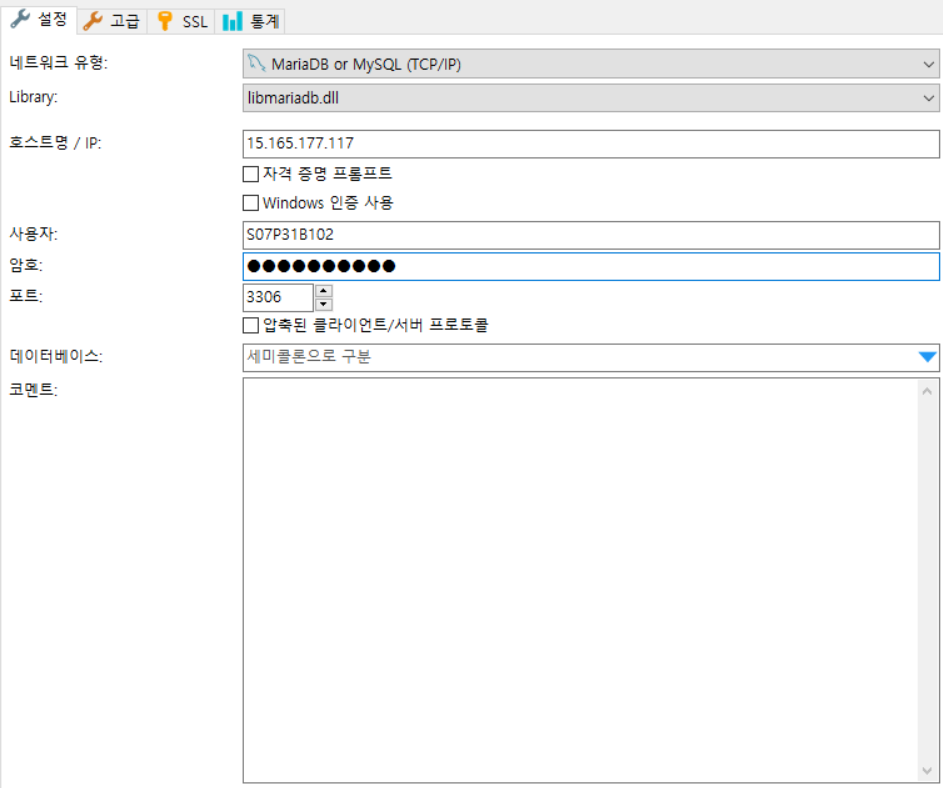 설정 고급 SSL 통계
네트워크 유형: MariaDB or MySQL (TCP/IP)
Library: libmariadb.dll
호스트명 / IP: 15.165.177.117
자격 증명 프롬프트
Windows 인증 사용
사용자: S07P31B102
암호: ●●●●●●●●●●
포트: 3306
압축된 클라이언트/서버 프로토콜
데이터베이스: 세미콜론으로 구분
코멘트: